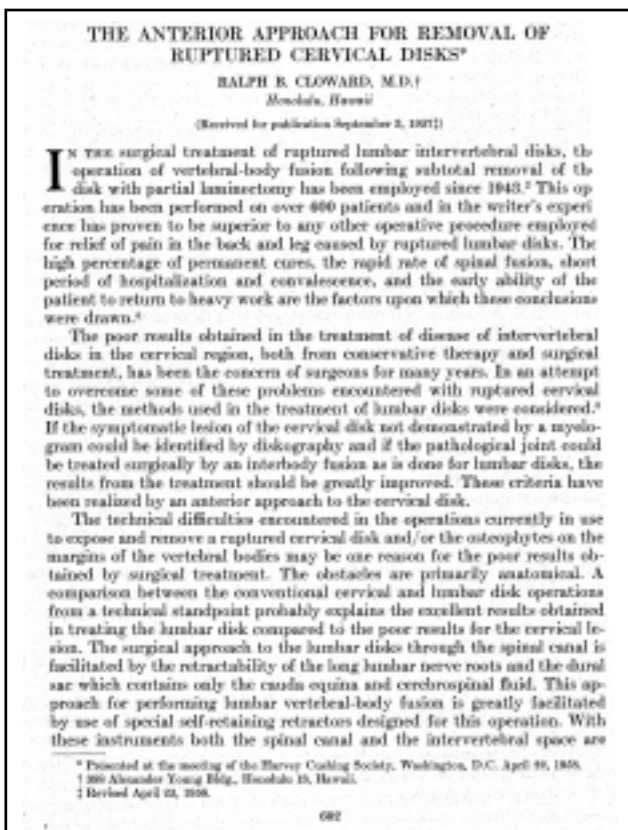 THE ANTERIOR APPROACH FOR REMOVAL OF
RUPTURED CERVICAL DISKS*
RALPH B. CLOWARD, M.D.†
Honolulu, Hawaii
(Received for publication September 3, 1957‡)
IN THE surgical treatment of ruptured lumbar intervertebral disks, th
operation of vertebral-body fusion following subtotal removal of th
disk with partial laminectomy has been employed since 1943.² This op
eration has been performed on over 600 patients and in the writer's experi
ence has proven to be superior to any other operative procedure employed
for relief of pain in the back and leg caused by ruptured lumbar disks. The
high percentage of permanent cures, the rapid rate of spinal fusion, short
period of hospitalization and convalescence, and the early ability of the
patient to return to heavy work are the factors upon which these conclusions
were drawn.
The poor results obtained in the treatment of disease of intervertebral
disks in the cervical region, both from conservative therapy and surgical
treatment, has been the concern of surgeons for many years. In an attempt
to overcome some of these problems encountered with ruptured cervical
disks, the methods used in the treatment of lumbar disks were considered.
If the symptomatic lesion of the cervical disk not demonstrated by a myelo-
gram could be identified by diskography and if the pathological joint could
be treated surgically by an interbody fusion as is done for lumbar disks, the
results from the treatment should be greatly improved. These criteria have
been realized by an anterior approach to the cervical disk.
The technical difficulties encountered in the operations currently in use
to expose and remove a ruptured cervical disk and/or the osteophytes on the
margins of the vertebral bodies may be one reason for the poor results ob-
tained by surgical treatment. The obstacles are primarily anatomical. A
comparison between the conventional cervical and lumbar disk operations
from a technical standpoint probably explains the excellent results obtained
in treating the lumbar disk compared to the poor results for the cervical le-
sion. The surgical approach to the lumbar disks through the spinal canal is
facilitated by the retractability of the long lumbar nerve roots and the dural
sac which contains only the cauda equina and cerebrospinal fluid. This ap-
proach for performing lumbar vertebral-body fusion is greatly facilitated
by use of special self-retaining retractors designed for this operation. With
these instruments both the spinal canal and the intervertebral space are
* Presented at the meeting of the Harvey Cushing Society, Washington, D.C. April 1958.
† Alexander Young Bldg., Honolulu 13, Hawaii.
‡ Revised April 1958.
602